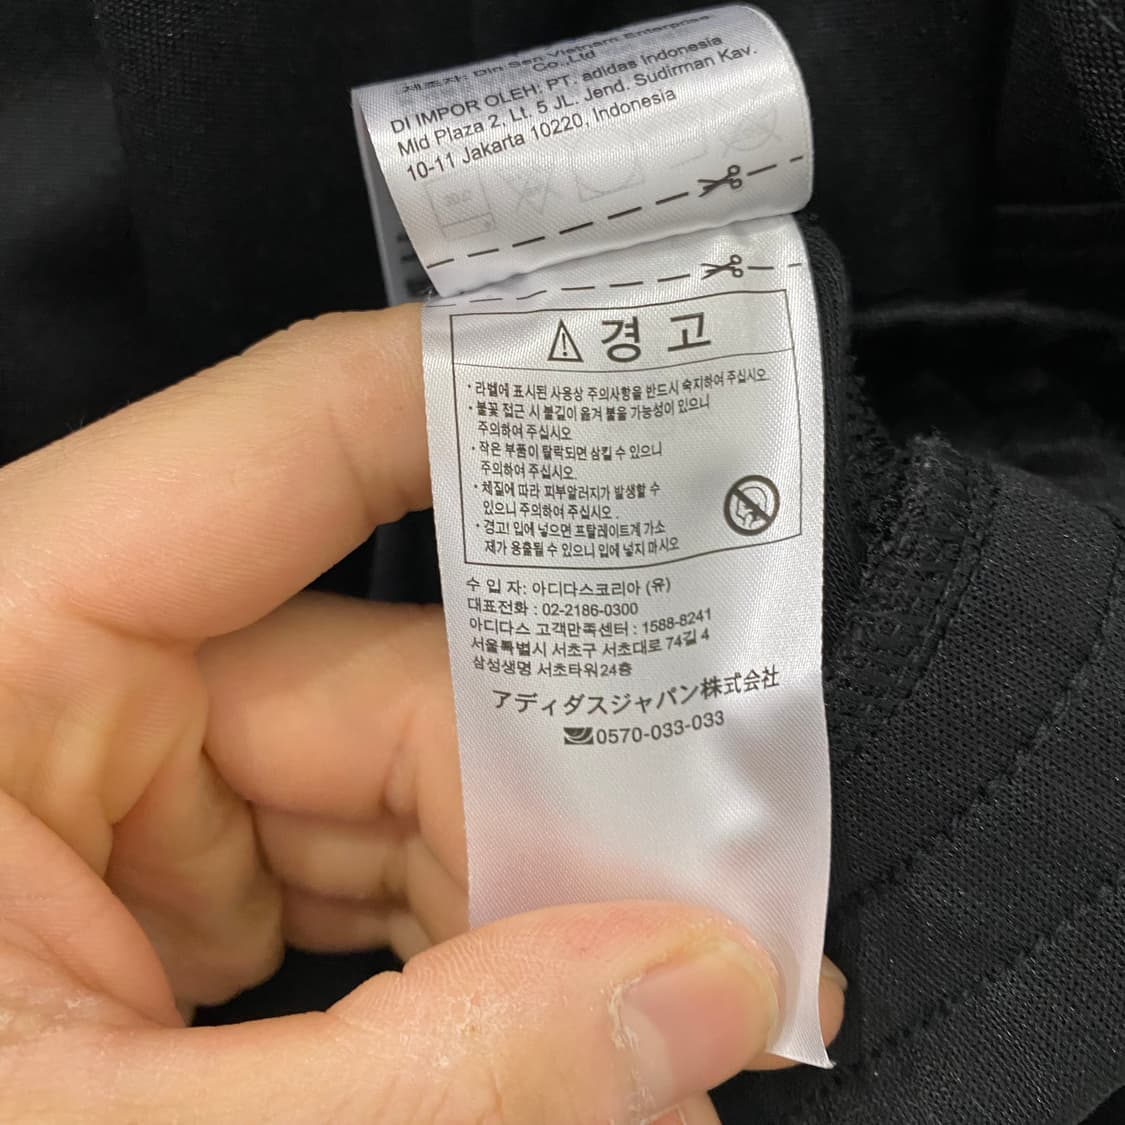 제조자: Din Sen Vietnam Enterprise
Co.,Ltd
DI IMPOR OLEH: PT. adidas Indonesia
Mid Plaza 2, Lt. 5 JL. Jend. Sudirman Kav.
10-11 Jakarta 10220, Indonesia
경 고
· 라벨에 표시된 사용상 주의사항을 반드시 숙지하여 주십시오.
· 불꽃 접근 시 불길이 옮겨 붙을 가능성이 있으니
주의하여 주십시오
· 작은 부품이 탈락되면 삼킬 수 있으니
주의하여 주십시오.
· 체질에 따라 피부알러지가 발생할 수
있으니 주의하여 주십시오.
· 경고! 입에 넣으면 프탈레이트계 가소
제가 용출될 수 있으니 입에 넣지 마시오
수 입 자: 아디다스코리아 (유)
대표전화 : 02-2186-0300
아디다스 고객만족센터 : 1588-8241
서울특별시 서초구 서초대로 74길 4
삼성생명 서초타워24층
アディダスジャパン株式会社
0570-033-033